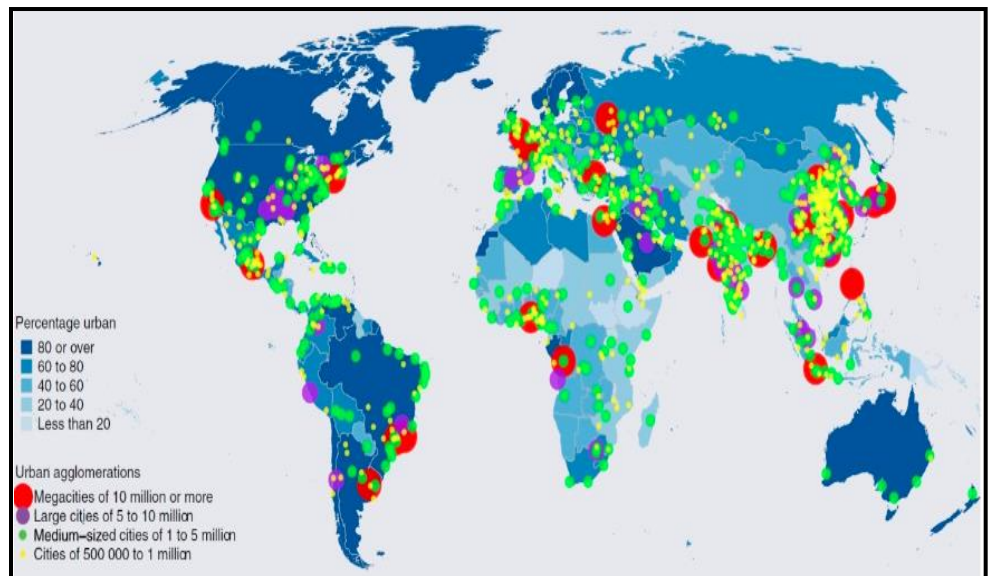 Percentage urban
80 or over
60 to 80
40 to 60
20 to 40
Less than 20
Urban agglomerations
Megacities of 10 million or more
Large cities of 5 to 10 million
Medium-sized cities of 1 to 5 million
Cities of 500 000 to 1 million